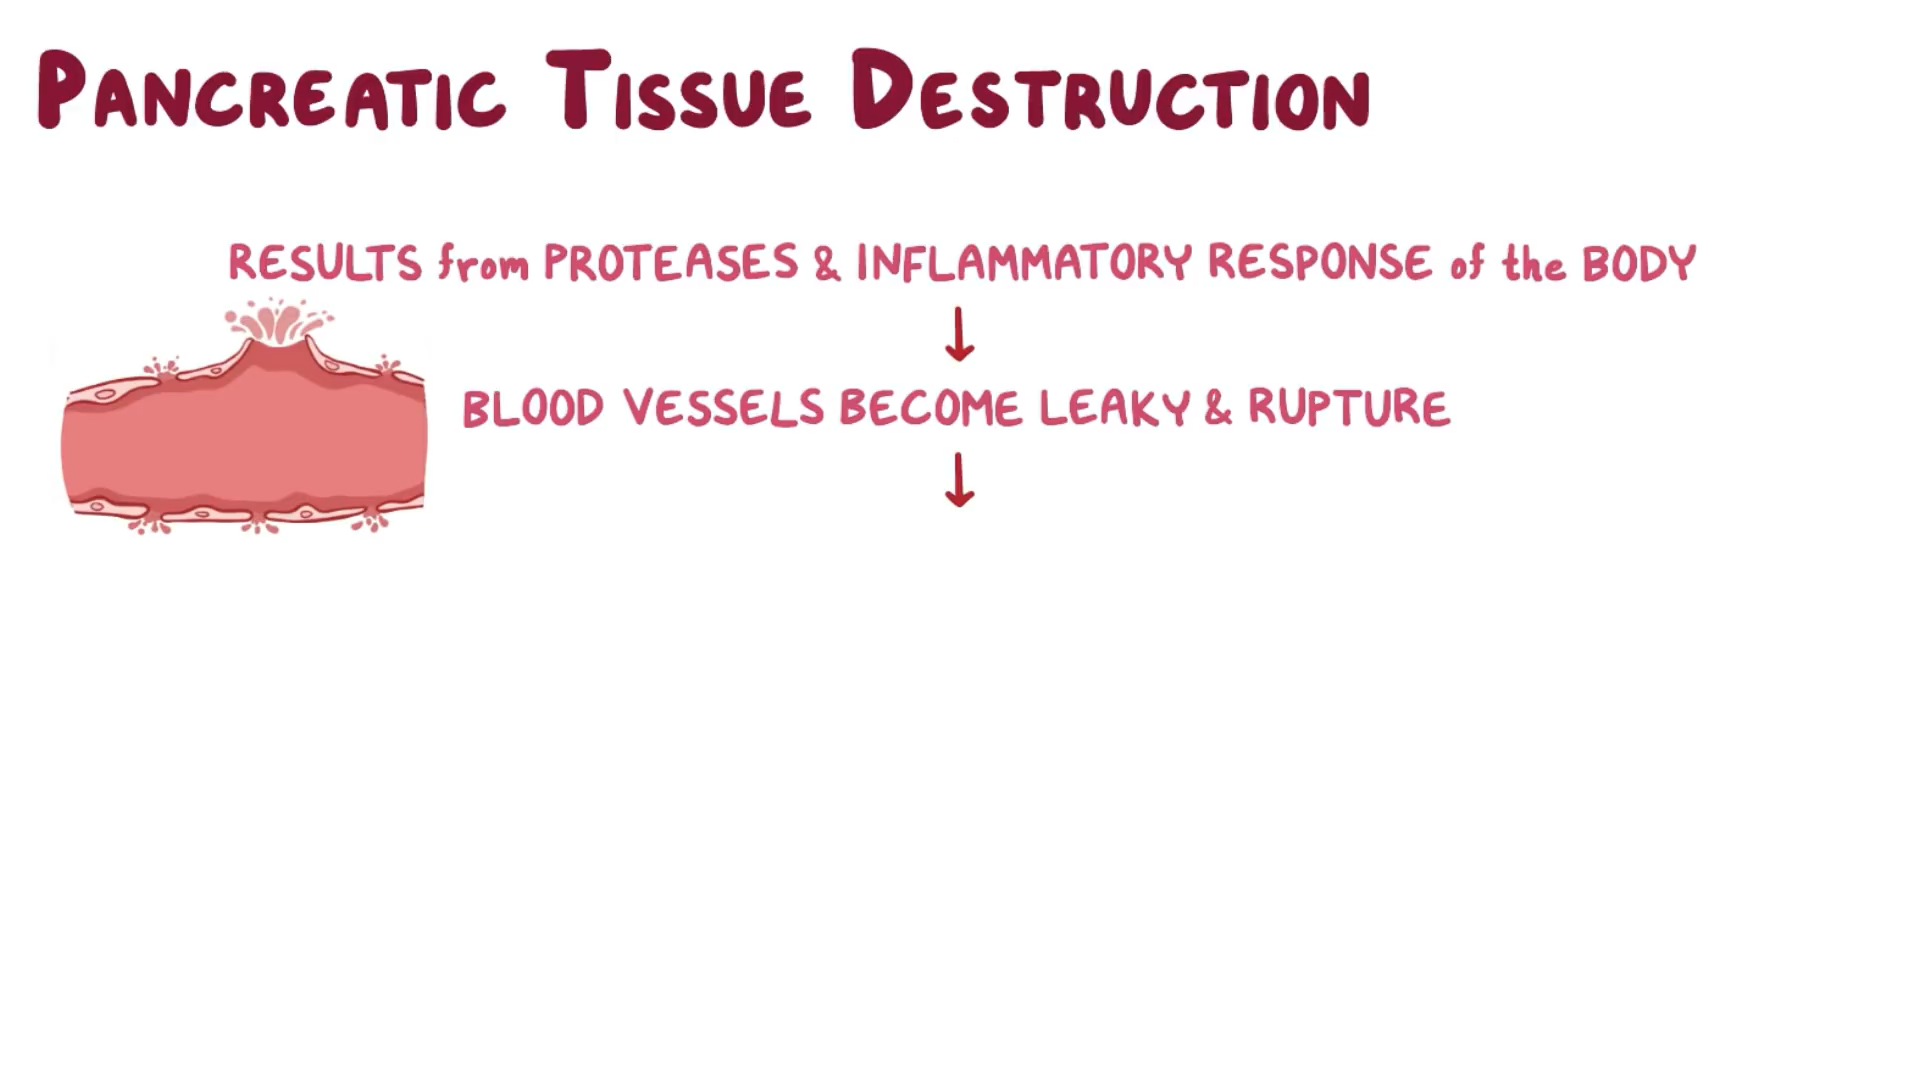 PANCREATIC TISSUE DESTRUCTION
RESULTS from PROTEASES & INFLAMMATORY RESPONSE of the BODY
BLOOD VESSELS BECOME LEAKY & RUPTURE